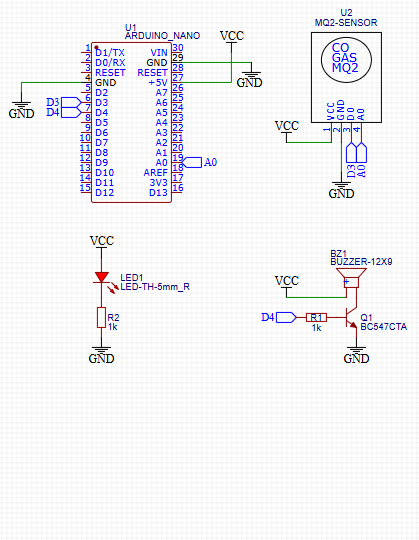 U1
ARDUINO_NANO
1 D1/TX VIN 30
2 D0/RX GND 29
3 RESET RESET 28
4 GND +5V 27
5 D2 A7 26
6 D3 A6 25
7 D4 A5 24
8 D5 A4 23
9 D6 A3 22
10 D7 A2 21
11 D8 A1 20
12 D9 A0 19
13 D10 AREF 18
14 D11 3V3 17
15 D12 D13 16
GND
D3
D4
VCC
GND
A0
U2
MQ2-SENSOR
CO
GAS
MQ2
VCC
GND
D0
A0
1
2
3
4
VCC
D3
A0
GND
VCC
LED1
LED-TH-5mm_R
R2
1k
GND
BZ1
BUZZER-12X9
VCC
+
D4
R1
1k
Q1
BC547CTA
GND